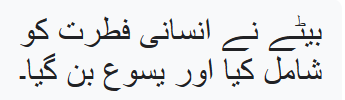 بیٹے نے انسانی فطرت کو
شامل کیا اور یسوع بن گیا۔